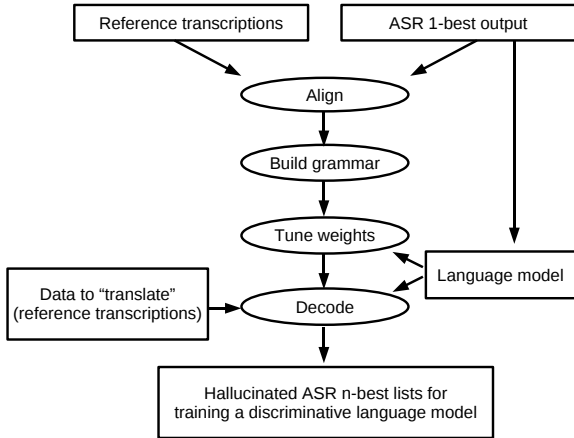 Reference transcriptions
ASR 1-best output
Align
Build grammar
Tune weights
Language model
Data to “translate”
(reference transcriptions)
Decode
Hallucinated ASR n-best lists for
training a discriminative language model